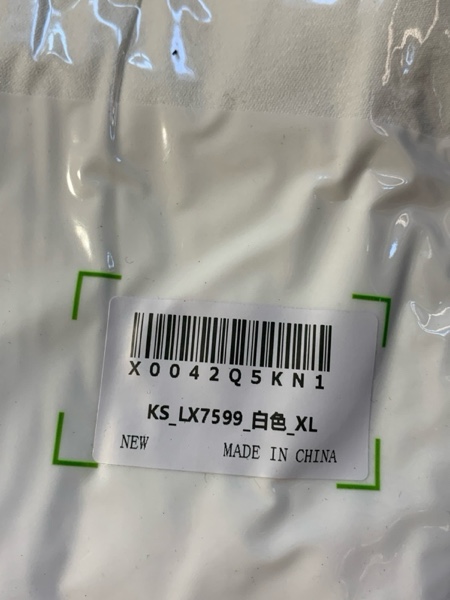 X0042Q5KN1
KS_LX7599_白色_XL
NEW
MADE IN CHINA